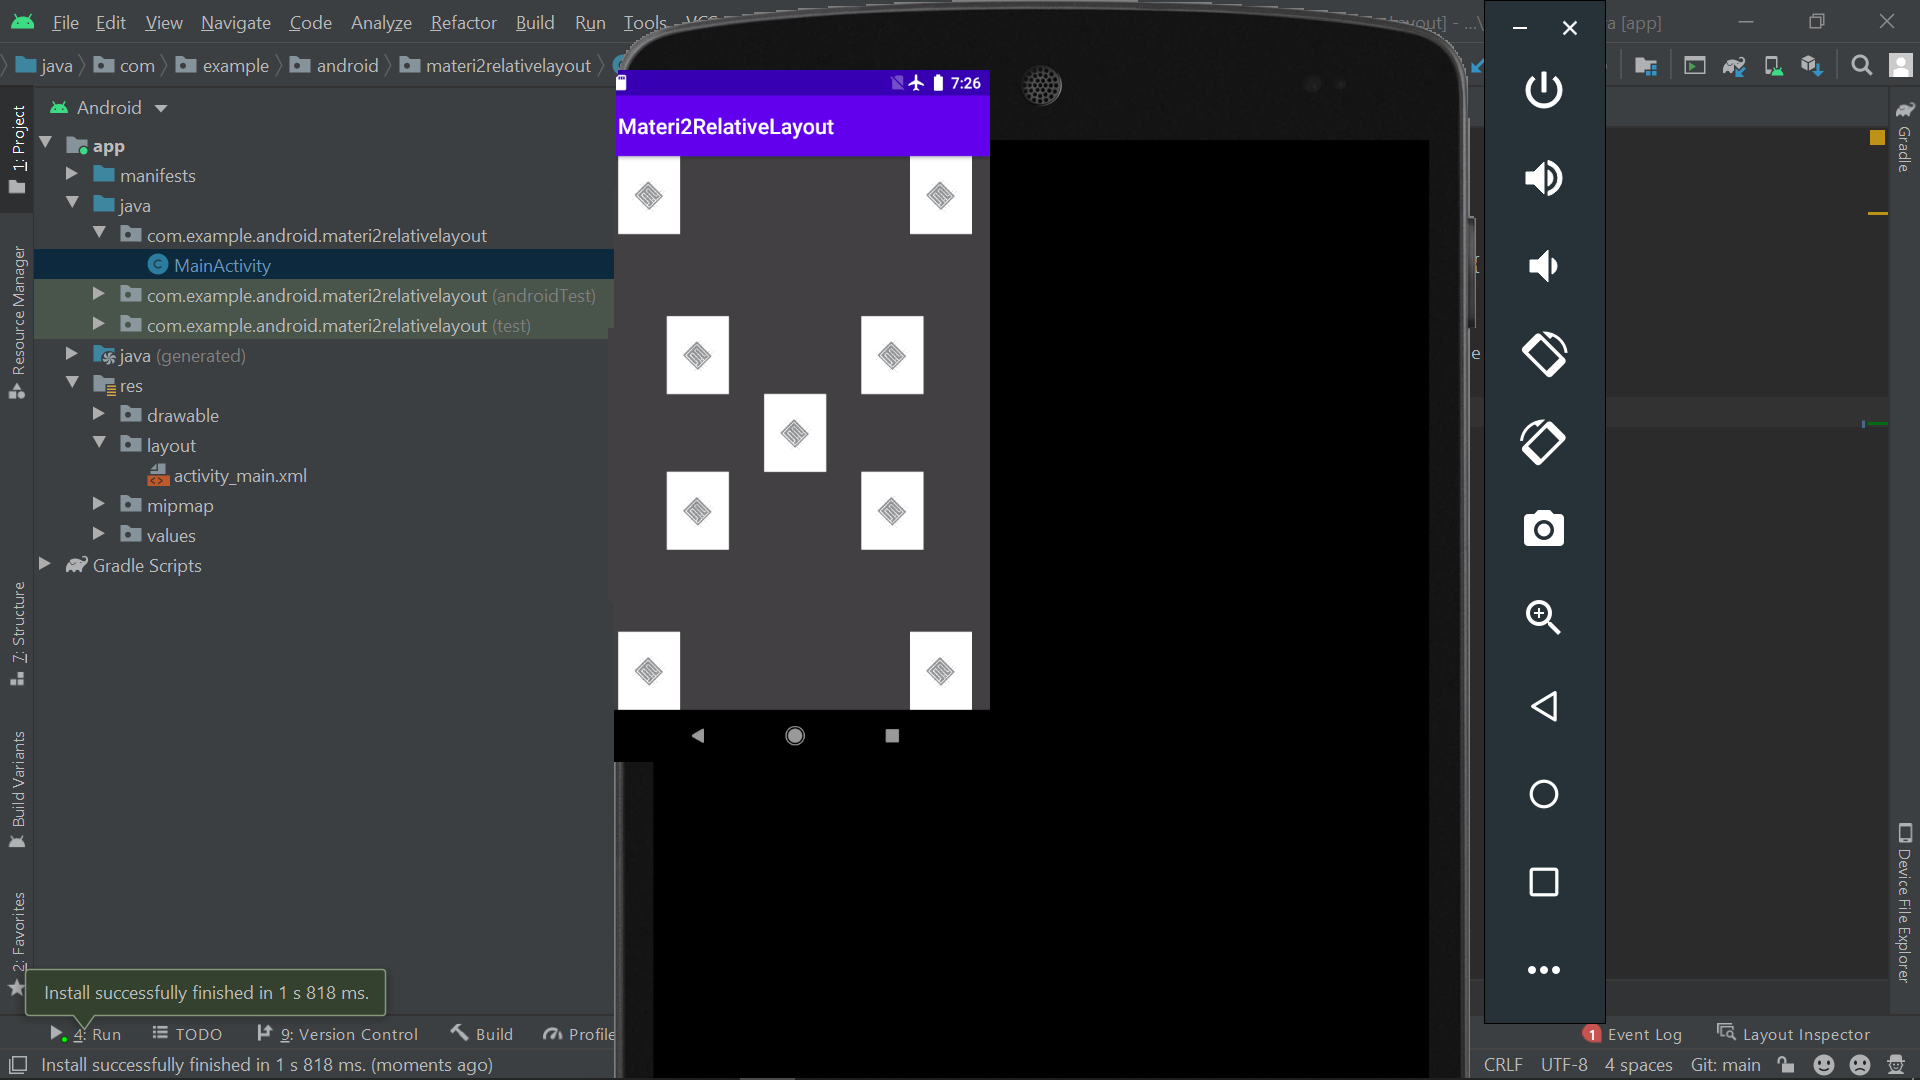 File Edit View Navigate Code Analyze Refactor Build Run Tools VCS
yout] - ...\
a [app]
java com example android materi2relativelayout
Android
1: Project
app
manifests
java
com.example.android.materi2relativelayout
MainActivity
com.example.android.materi2relativelayout (androidTest)
com.example.android.materi2relativelayout (test)
java (generated)
res
drawable
layout
activity_main.xml
mipmap
values
Gradle Scripts
Resource Manager
7: Structure
Build Variants
2: Favorites
7:26
Materi2RelativeLayout
{
e
Gradle
Device File Explorer
Install successfully finished in 1 s 818 ms.
4: Run TODO 9: Version Control Build Profile
1 Event Log Layout Inspector
Install successfully finished in 1 s 818 ms. (moments ago)
CRLF UTF-8 4 spaces Git: main